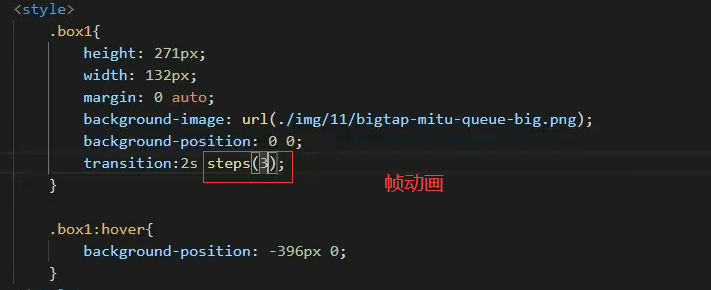 <style>
.box1{
height: 271px;
width: 132px;
margin: 0 auto;
background-image: url(./img/11/bigtap-mitu-queue-big.png);
background-position: 0 0;
transition:2s steps(3);
帧动画
}
.box1:hover{
background-position: -396px 0;
}